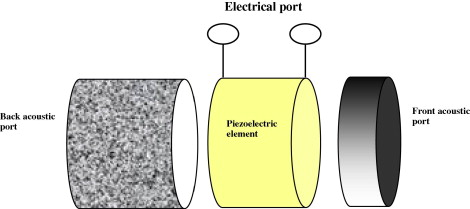 Electrical port
Back acoustic
port
Piezoelectric
element
Front acoustic
port